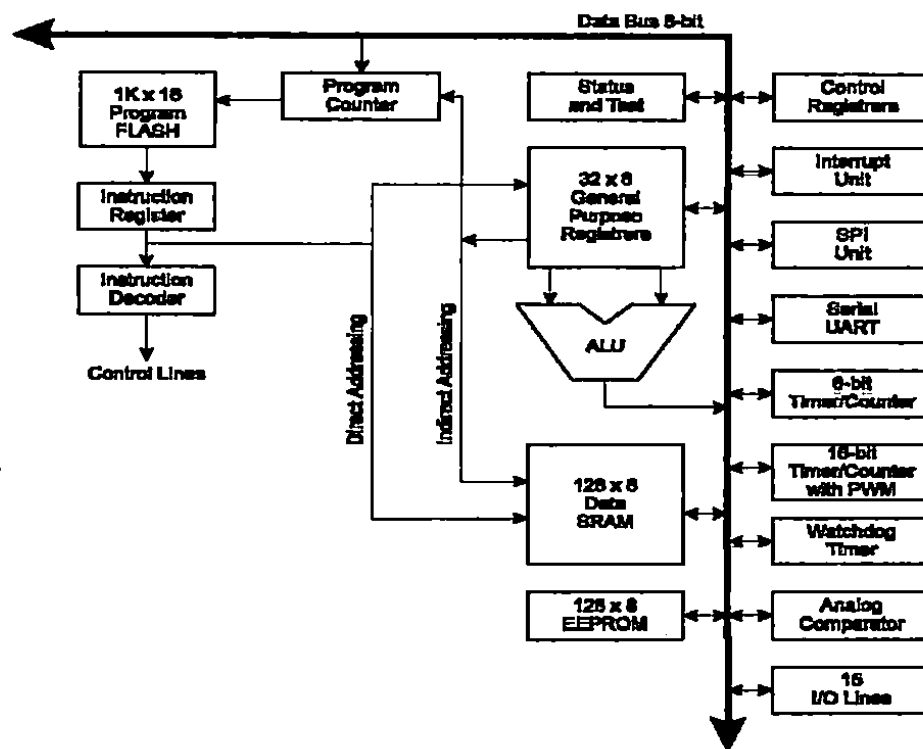 Data Bus 8-bit
1K x 16
Program
FLASH
Program
Counter
Status
and Test
Control
Registrers
Instruction
Register
32 x 8
General
Purpose
Registrers
Interrupt
Unit
SPI
Unit
Instruction
Decoder
Control Lines
Direct Addressing
Indirect Addressing
ALU
Serial
UART
8-bit
Timer/Counter
128 x 8
Data
SRAM
16-bit
Timer/Counter
with PWM
Watchdog
Timer
128 x 8
EEPROM
Analog
Comparator
15
I/O Lines